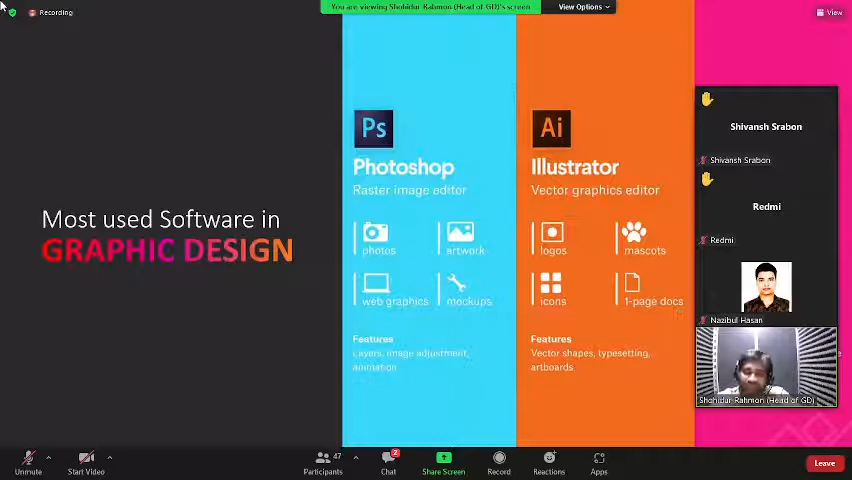 Recording
You are viewing Shohidur Rahmon (Head of GD)'s screen
View Options
View
Most used Software in
GRAPHIC DESIGN
Ps
Photoshop
Raster image editor
photos
artwork
web graphics
mockups
Features
Layers, image adjustment,
animation
Ai
Illustrator
Vector graphics editor
logos
mascots
icons
1-page docs
Features
Vector shapes, typesetting,
artboards
Shivansh Srabon
Shivansh Srabon
Redmi
Redmi
Nazibul Hasan
Shohidur Rahmon (Head of GD)
Unmute
Start Video
Participants
47
Chat
2
Share Screen
Record
Reactions
Apps
Leave